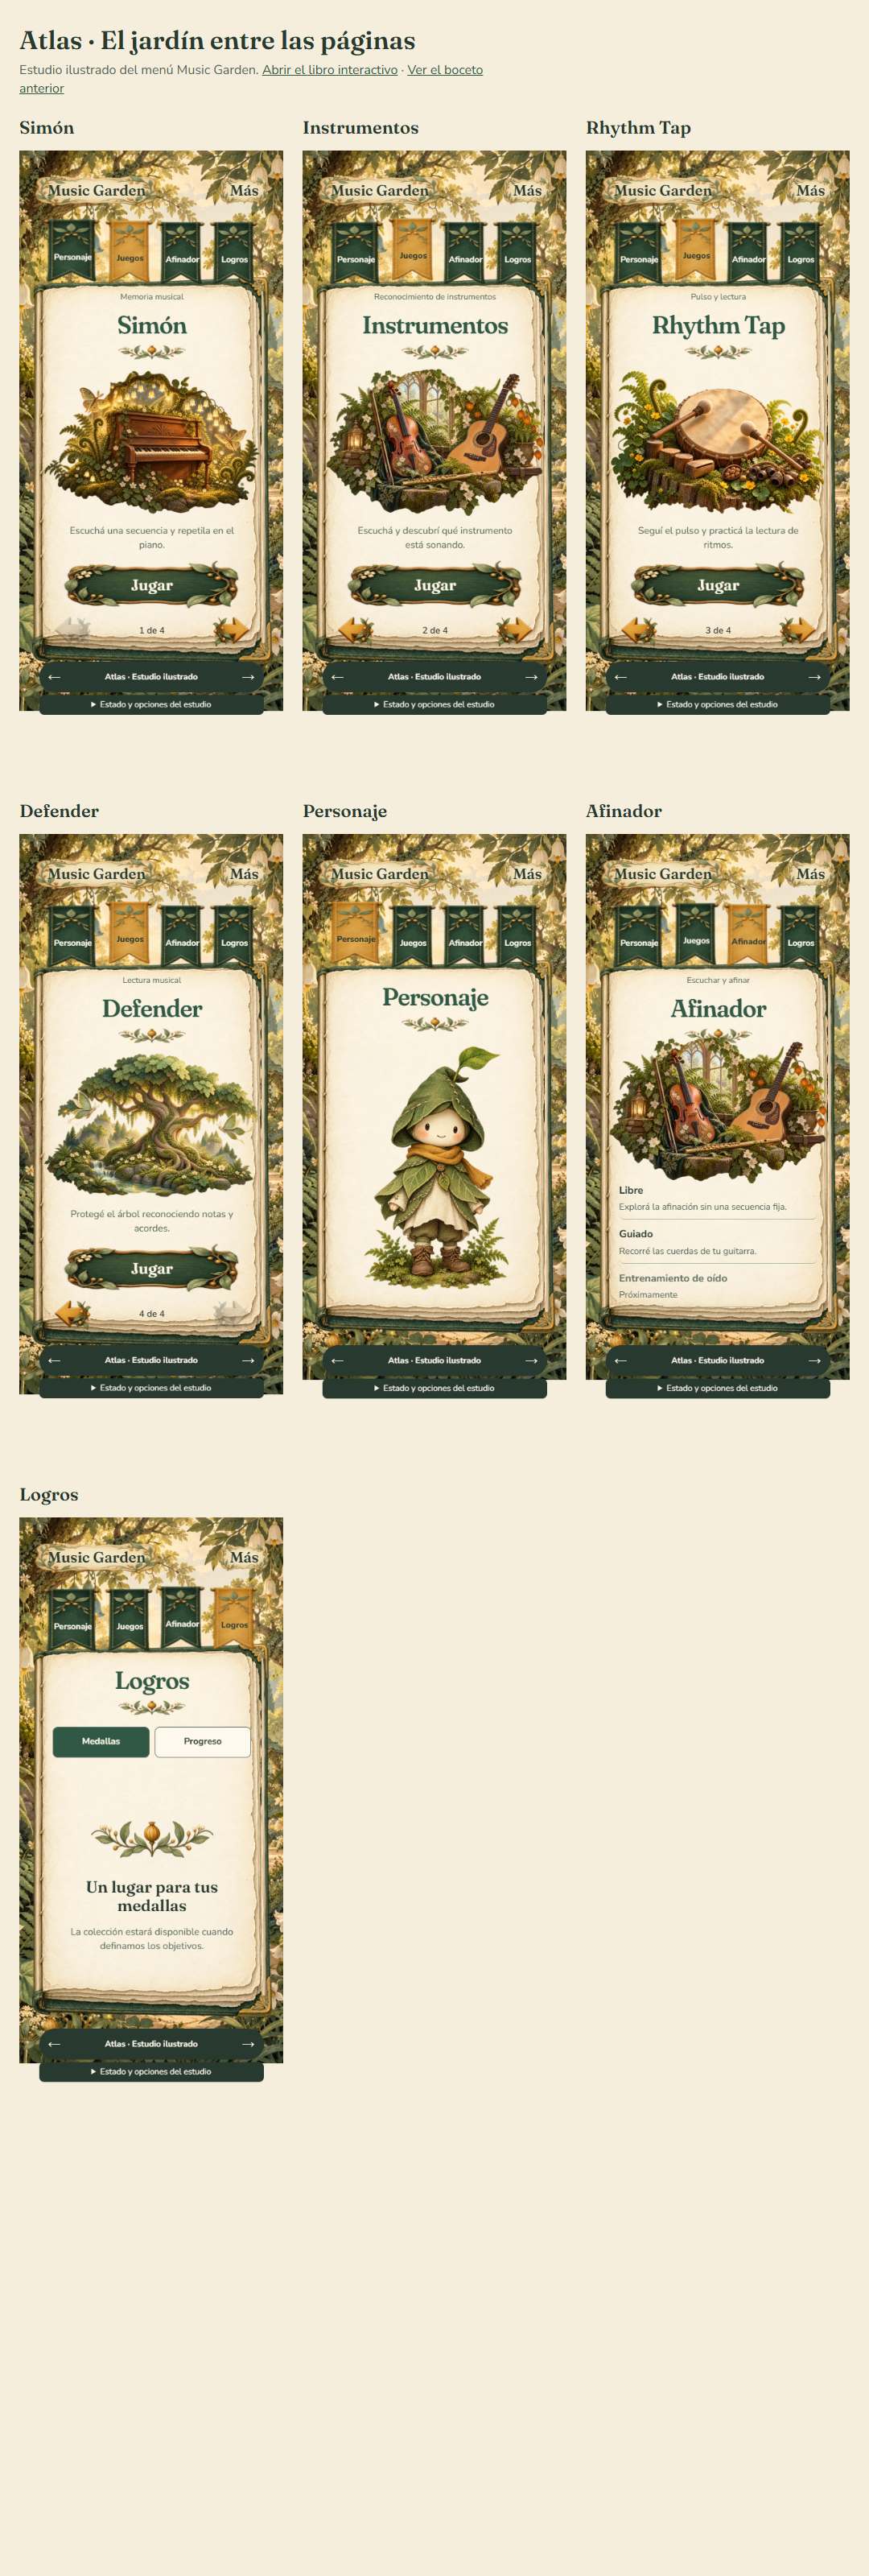 Atlas · El jardín entre las páginas
Estudio ilustrado del menú Music Garden. Abrir el libro interactivo · Ver el boceto
anterior
Simón
Music Garden Más
Personaje Juegos Afinador Logros
Memoria musical
Simón
Escuchá una secuencia y repetila en el
piano.
Jugar
1 de 4
← Atlas · Estudio ilustrado →
▶ Estado y opciones del estudio
Instrumentos
Music Garden Más
Personaje Juegos Afinador Logros
Reconocimiento de instrumentos
Instrumentos
Escuchá y descubrí qué instrumento
está sonando.
Jugar
2 de 4
← Atlas · Estudio ilustrado →
▶ Estado y opciones del estudio
Rhythm Tap
Music Garden Más
Personaje Juegos Afinador Logros
Pulso y lectura
Rhythm Tap
Seguí el pulso y practicá la lectura de
ritmos.
Jugar
3 de 4
← Atlas · Estudio ilustrado →
▶ Estado y opciones del estudio
Defender
Music Garden Más
Personaje Juegos Afinador Logros
Lectura musical
Defender
Protegé el árbol reconociendo notas y
acordes.
Jugar
4 de 4
← Atlas · Estudio ilustrado →
▶ Estado y opciones del estudio
Personaje
Music Garden Más
Personaje Juegos Afinador Logros
Personaje
← Atlas · Estudio ilustrado →
▶ Estado y opciones del estudio
Afinador
Music Garden Más
Personaje Juegos Afinador Logros
Escuchar y afinar
Afinador
Libre
Explorá la afinación sin una secuencia fija.
Guiado
Recorré las cuerdas de tu guitarra.
Entrenamiento de oído
Próximamente
← Atlas · Estudio ilustrado →
▶ Estado y opciones del estudio
Logros
Music Garden Más
Personaje Juegos Afinador Logros
Logros
Medallas Progreso
Un lugar para tus
medallas
La colección estará disponible cuando
definamos los objetivos.
← Atlas · Estudio ilustrado →
▶ Estado y opciones del estudio